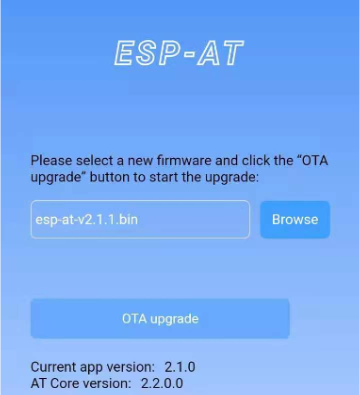 ESP-AT
Please select a new firmware and click the “OTA
upgrade” button to start the upgrade:
esp-at-v2.1.1.bin
Browse
OTA upgrade
Current app version: 2.1.0
AT Core version: 2.2.0.0